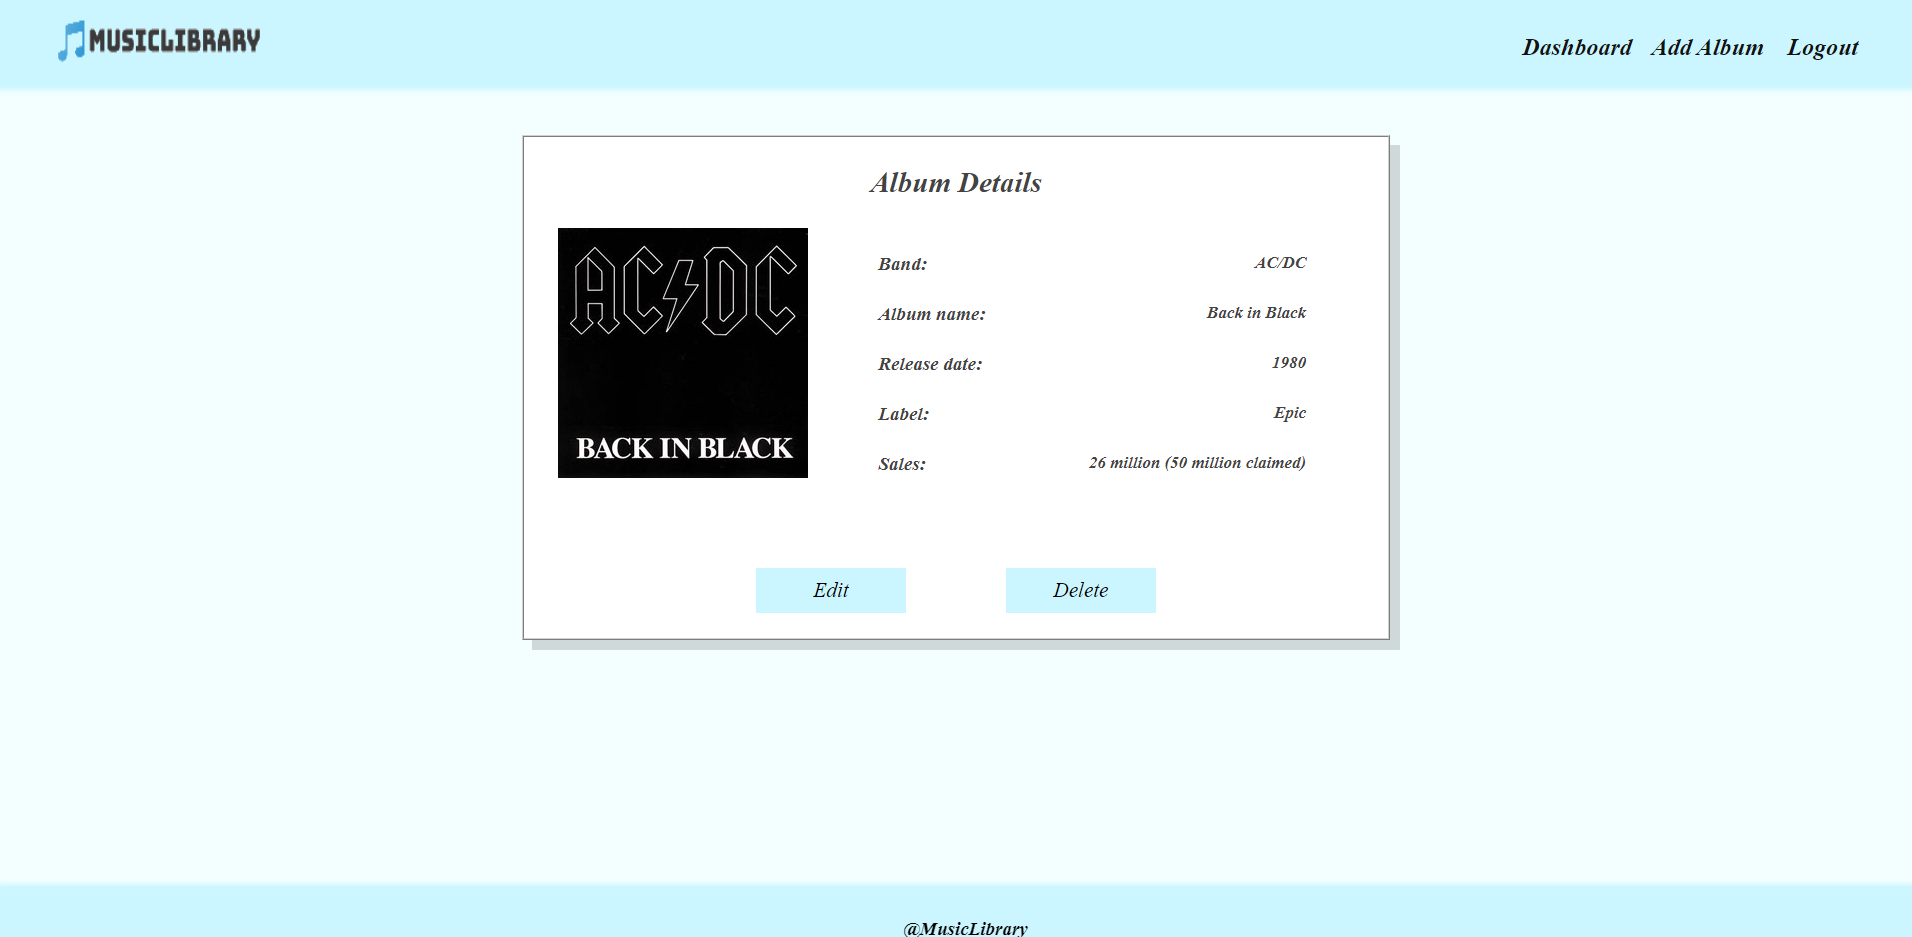 MUSICLIBRARY
Dashboard Add Album Logout
Album Details
AC/DC
BACK IN BLACK
Band: AC/DC
Album name: Back in Black
Release date: 1980
Label: Epic
Sales: 26 million (50 million claimed)
Edit Delete
@MusicLibrary